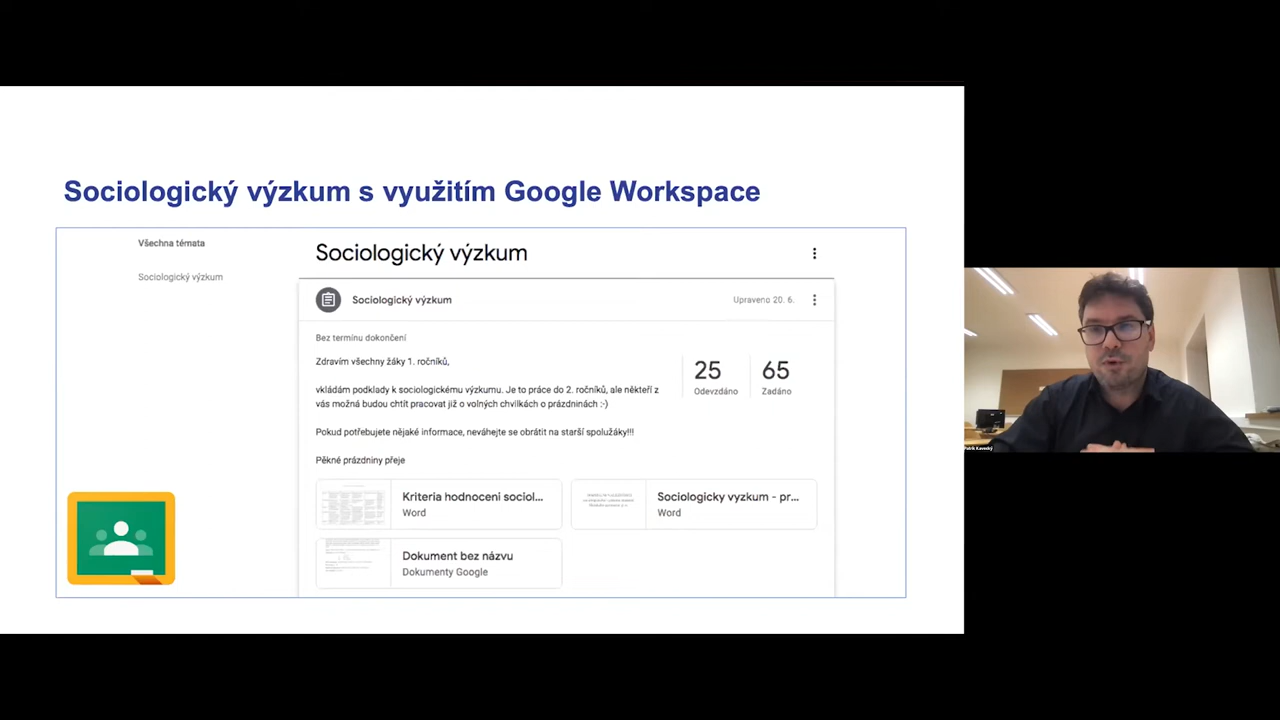 Sociologický výzkum s využitím Google Workspace
Všechna témata
Sociologický výzkum
Sociologický výzkum
Sociologický výzkum
Upraveno 20. 6.
Bez termínu dokončení
Zdravím všechny žáky 1. ročníků,
25
Odevzdáno
65
Zadáno
vkládám podklady k sociologickému výzkumu. Je to práce do 2. ročníků, ale někteří z
vás možná budou chtít pracovat již o volných chvilkách o prázdninách :-)
Pokud potřebujete nějaké informace, neváhejte se obrátit na starší spolužáky!!!
Pěkné prázdniny přeje
Kriteria hodnoceni sociol...
Word
Sociologicky vyzkum - pr...
Word
Dokument bez názvu
Dokumenty Google